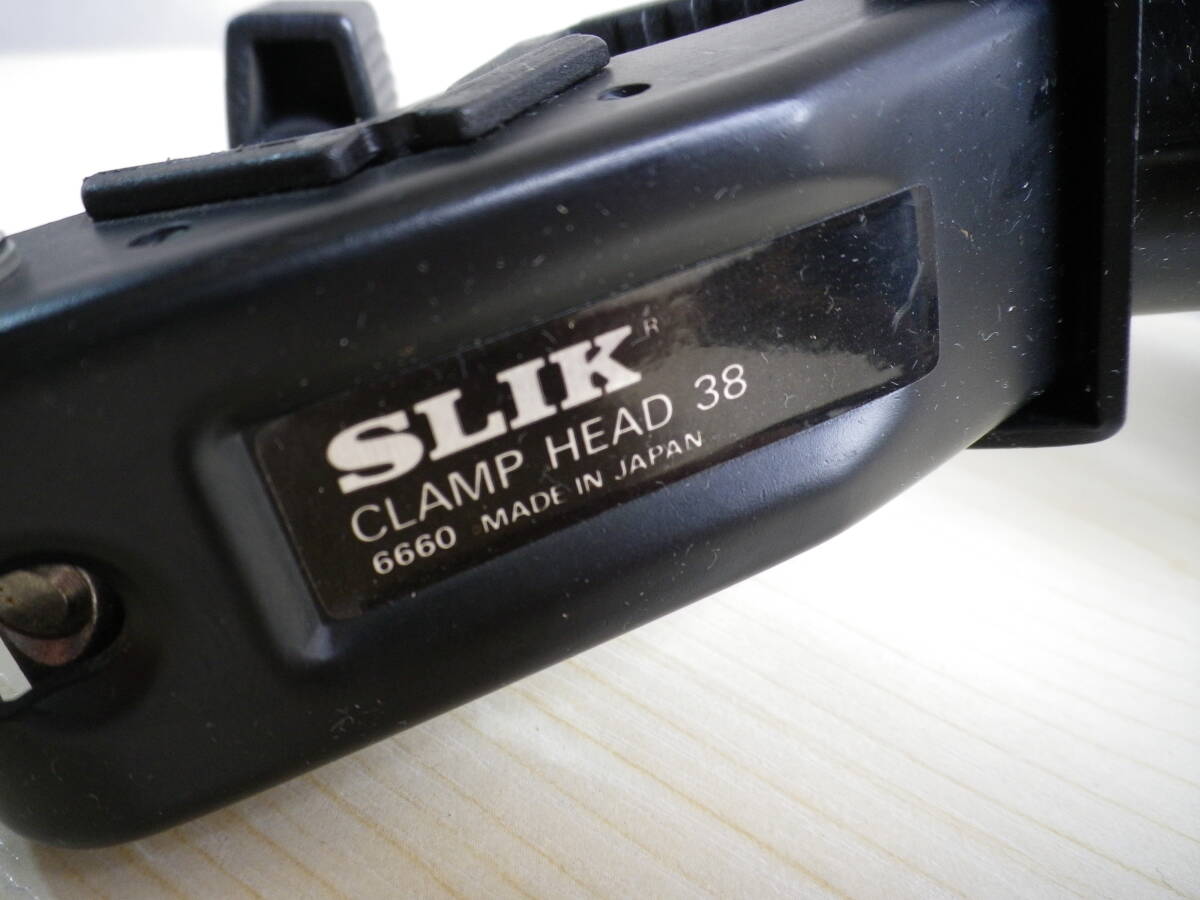 SLIK R
CLAMP HEAD 38
6660 MADE IN JAPAN